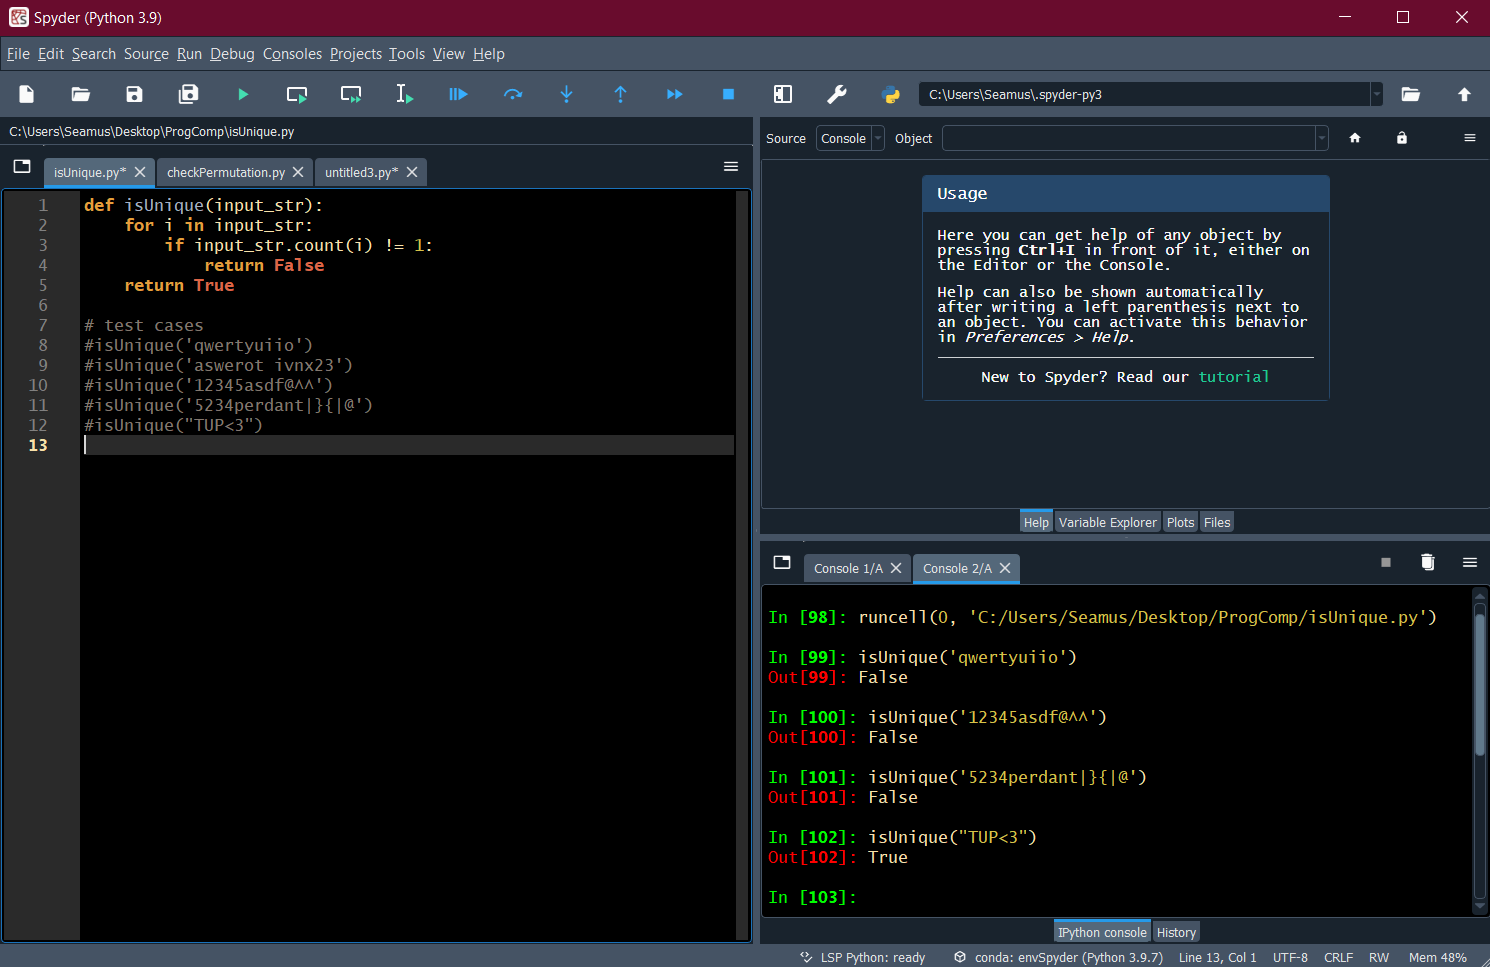 Spyder (Python 3.9)
File Edit Search Source Run Debug Consoles Projects Tools View Help
C:\Users\Seamus\.spyder-py3
C:\Users\Seamus\Desktop\ProgComp\isUnique.py
isUnique.py* checkPermutation.py untitled3.py*
1 def isUnique(input_str):
2     for i in input_str:
3         if input_str.count(i) != 1:
4             return False
5     return True
6
7 # test cases
8 #isUnique('qwertyuiio')
9 #isUnique('aswerot ivnx23')
10 #isUnique('12345asdf@^^')
11 #isUnique('5234perdant|}{|@')
12 #isUnique("TUP<3")
13
Source Console Object
Usage
Here you can get help of any object by
pressing Ctrl+I in front of it, either on
the Editor or the Console.
Help can also be shown automatically
after writing a left parenthesis next to
an object. You can activate this behavior
in Preferences > Help.
New to Spyder? Read our tutorial
Help Variable Explorer Plots Files
Console 1/A Console 2/A
In [98]: runcell(0, 'C:/Users/Seamus/Desktop/ProgComp/isUnique.py')
In [99]: isUnique('qwertyuiio')
Out[99]: False
In [100]: isUnique('12345asdf@^^')
Out[100]: False
In [101]: isUnique('5234perdant|}{|@')
Out[101]: False
In [102]: isUnique("TUP<3")
Out[102]: True
In [103]:
IPython console History
LSP Python: ready conda: envSpyder (Python 3.9.7) Line 13, Col 1 UTF-8 CRLF RW Mem 48%